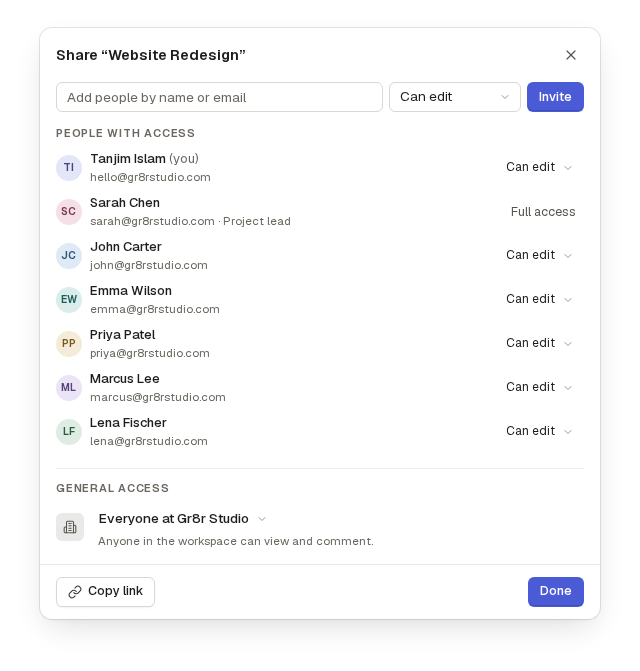 Share “Website Redesign”
Add people by name or email
Can edit
Invite
PEOPLE WITH ACCESS
TI
Tanjim Islam (you)
hello@gr8rstudio.com
Can edit
SC
Sarah Chen
sarah@gr8rstudio.com · Project lead
Full access
JC
John Carter
john@gr8rstudio.com
Can edit
EW
Emma Wilson
emma@gr8rstudio.com
Can edit
PP
Priya Patel
priya@gr8rstudio.com
Can edit
ML
Marcus Lee
marcus@gr8rstudio.com
Can edit
LF
Lena Fischer
lena@gr8rstudio.com
Can edit
GENERAL ACCESS
Everyone at Gr8r Studio
Anyone in the workspace can view and comment.
Copy link
Done